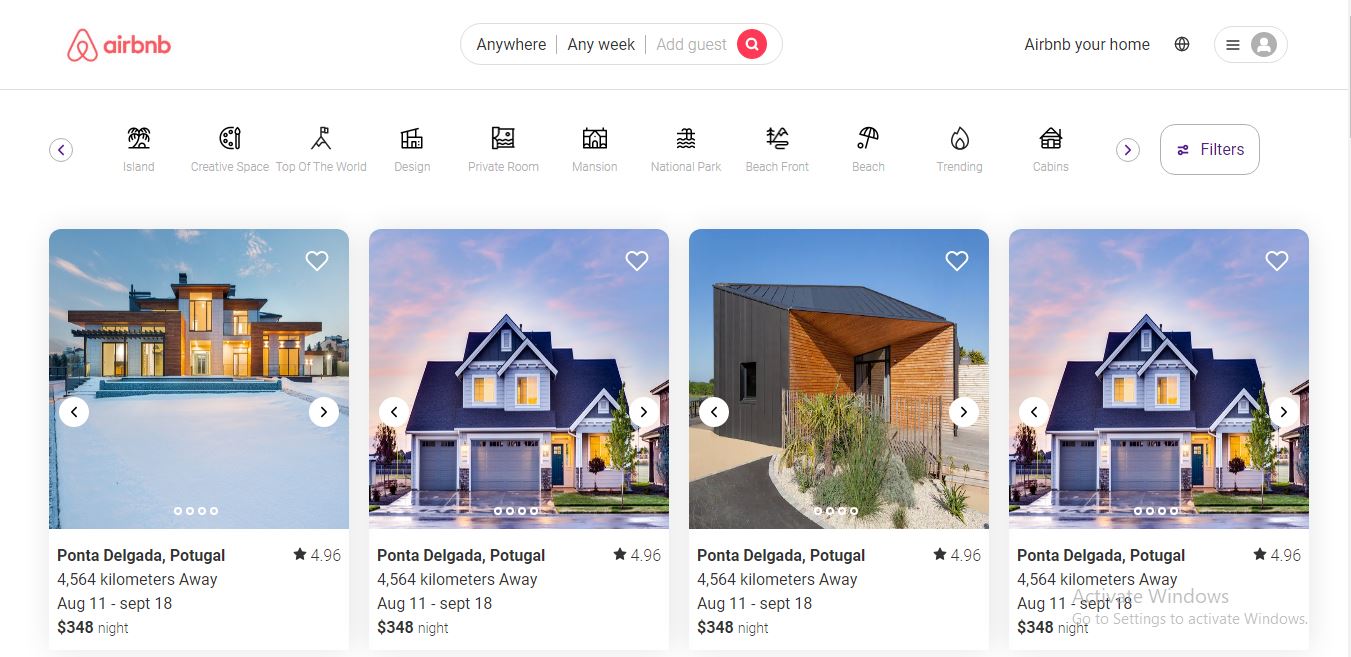 airbnb
Anywhere Any week Add guest
Airbnb your home
Island
Creative Space
Top Of The World
Design
Private Room
Mansion
National Park
Beach Front
Beach
Trending
Cabins
Filters
Ponta Delgada, Potugal 4.96
4,564 kilometers Away
Aug 11 - sept 18
$348 night
Ponta Delgada, Potugal 4.96
4,564 kilometers Away
Aug 11 - sept 18
$348 night
Ponta Delgada, Potugal 4.96
4,564 kilometers Away
Aug 11 - sept 18
$348 night
Ponta Delgada, Potugal 4.96
4,564 kilometers Away
Aug 11 - sept 18
$348 night
Activate Windows
Go to Settings to activate Windows.